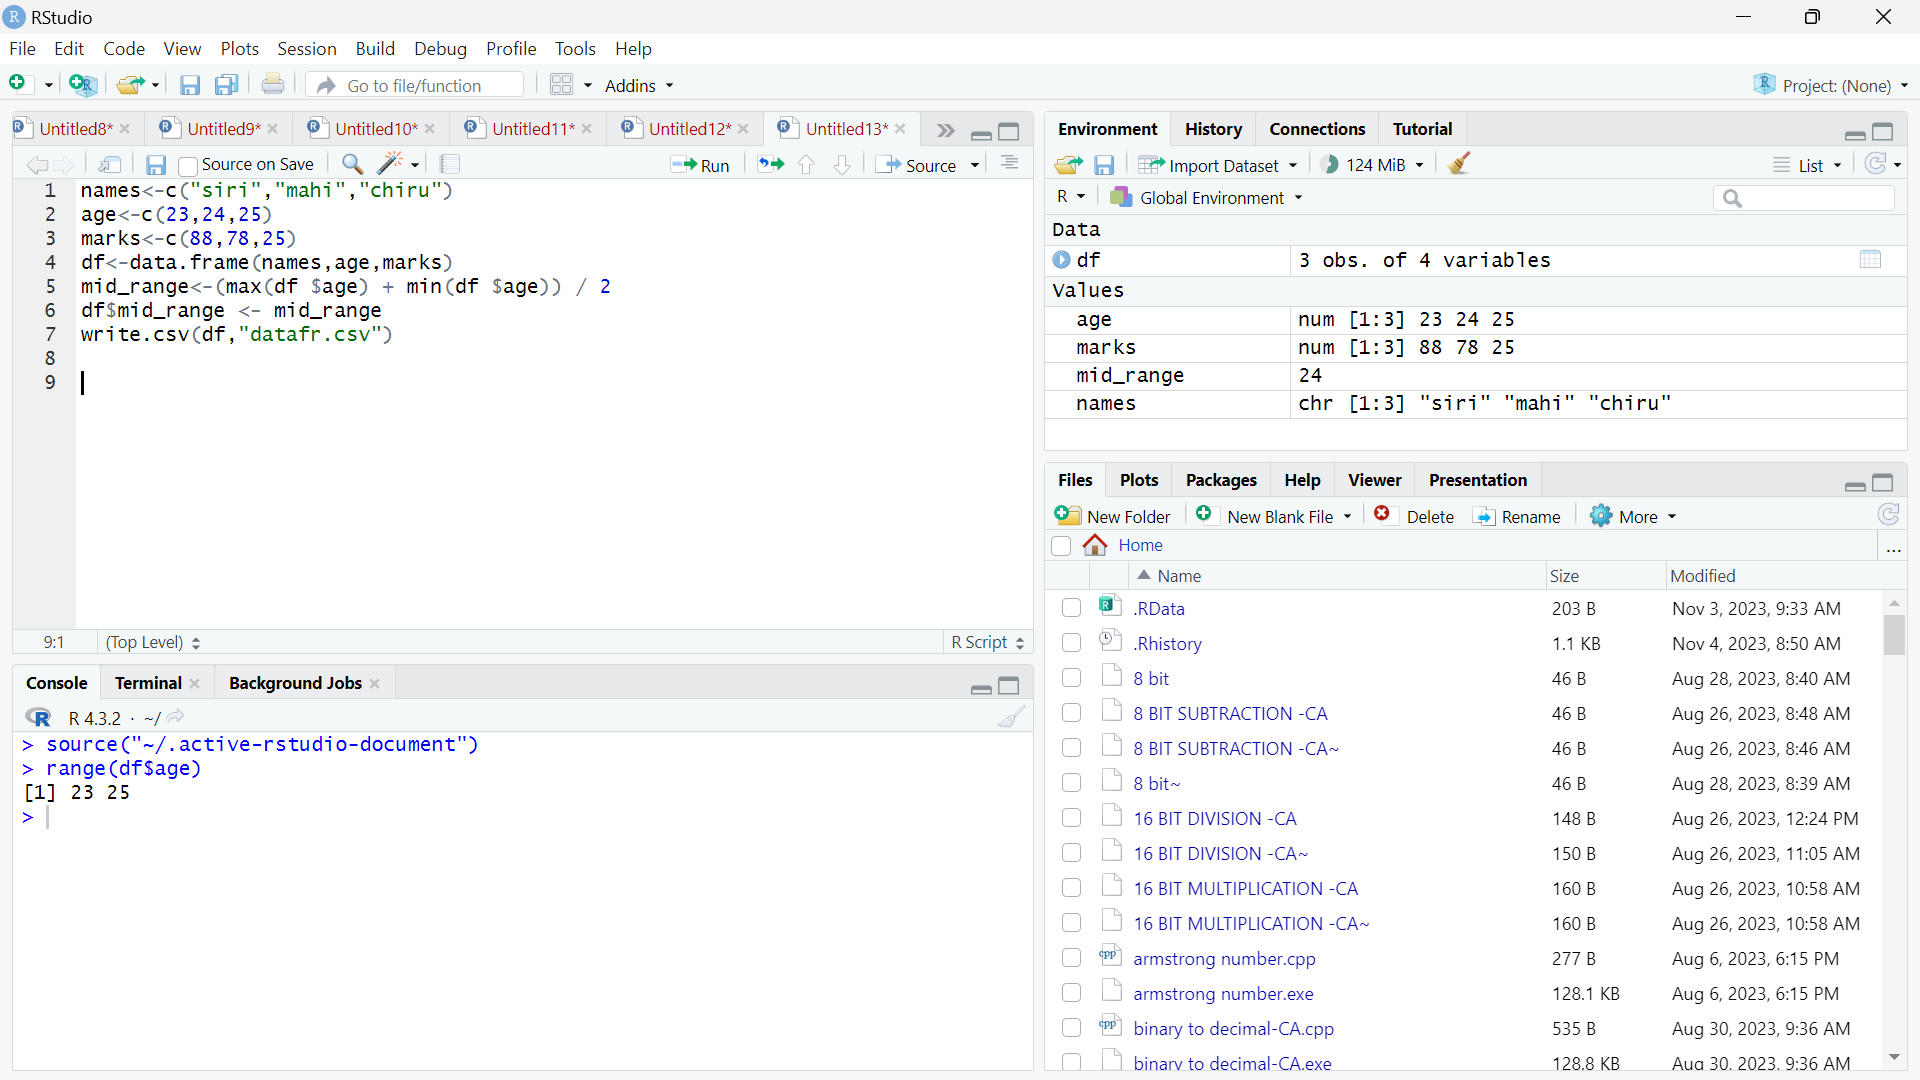 RStudio
File Edit Code View Plots Session Build Debug Profile Tools Help
Go to file/function Addins Project: (None)
Untitled8* Untitled9* Untitled10* Untitled11* Untitled12* Untitled13*
Source on Save Run Source
1 names<-c("siri","mahi","chiru")
2 age<-c(23,24,25)
3 marks<-c(88,78,25)
4 df<-data.frame(names,age,marks)
5 mid_range<-(max(df $age) + min(df $age)) / 2
6 df$mid_range <- mid_range
7 write.csv(df,"datafr.csv")
8
9
9:1 (Top Level) R Script
Console Terminal Background Jobs
R 4.3.2 · ~/
> source("~/.active-rstudio-document")
> range(df$age)
[1] 23 25
>
Environment History Connections Tutorial
Import Dataset 124 MiB List
R Global Environment
Data
df 3 obs. of 4 variables
Values
age num [1:3] 23 24 25
marks num [1:3] 88 78 25
mid_range 24
names chr [1:3] "siri" "mahi" "chiru"
Files Plots Packages Help Viewer Presentation
New Folder New Blank File Delete Rename More
Home ...
Name Size Modified
.RData 203 B Nov 3, 2023, 9:33 AM
.Rhistory 1.1 KB Nov 4, 2023, 8:50 AM
8 bit 46 B Aug 28, 2023, 8:40 AM
8 BIT SUBTRACTION -CA 46 B Aug 26, 2023, 8:48 AM
8 BIT SUBTRACTION -CA~ 46 B Aug 26, 2023, 8:46 AM
8 bit~ 46 B Aug 28, 2023, 8:39 AM
16 BIT DIVISION -CA 148 B Aug 26, 2023, 12:24 PM
16 BIT DIVISION -CA~ 150 B Aug 26, 2023, 11:05 AM
16 BIT MULTIPLICATION -CA 160 B Aug 26, 2023, 10:58 AM
16 BIT MULTIPLICATION -CA~ 160 B Aug 26, 2023, 10:58 AM
armstrong number.cpp 277 B Aug 6, 2023, 6:15 PM
armstrong number.exe 128.1 KB Aug 6, 2023, 6:15 PM
binary to decimal-CA.cpp 535 B Aug 30, 2023, 9:36 AM
binary to decimal-CA.exe 128.8 KB Aug 30, 2023, 9:36 AM